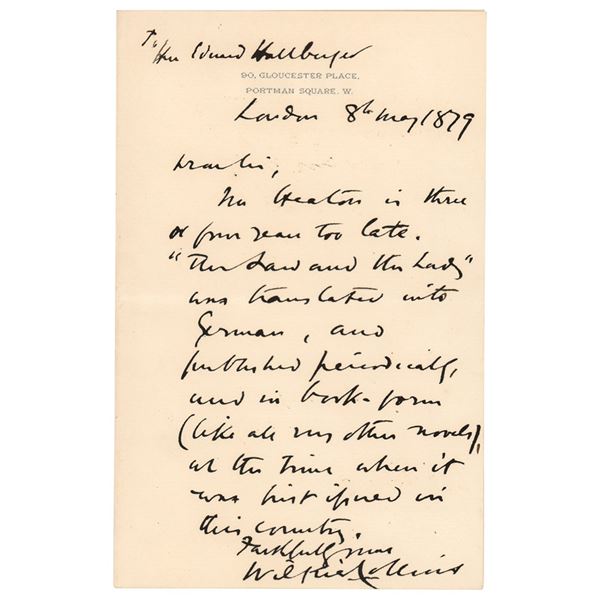 To Herr Eduard Hallberger
90, GLOUCESTER PLACE,
PORTMAN SQUARE. W.
London 8th May 1879
Dear Sir,
Mr Heaton is three
or four years too late.
"The Law and the Lady"
was translated into
German, and
published periodically,
and in book-form
(like all my other novels),
at the time when it
was first issued in
this country.
Faithfully yours
Wilkie Collins